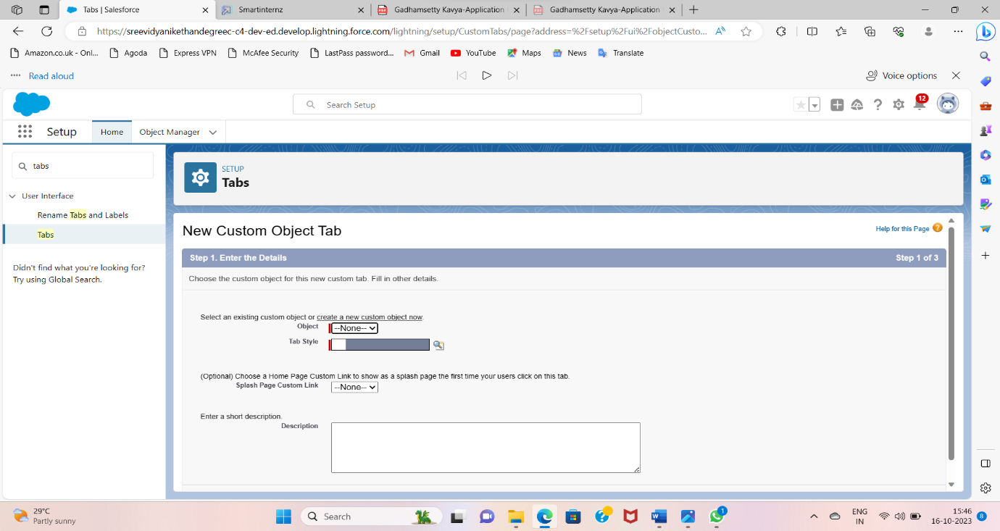 Tabs | Salesforce
Smartinternz
Gadhamsetty Kavya-Application
Gadhamsetty Kavya-Application
https://sreevidyanikethandegreec-c4-dev-ed.develop.lightning.force.com/lightning/setup/CustomTabs/page?address=%2Fsetup%2Fui%2FobjectCusto...
Amazon.co.uk - Onl...
Agoda
Express VPN
McAfee Security
LastPass password...
Gmail
YouTube
Maps
News
Translate
Read aloud
Voice options
Search Setup
12
Setup
Home
Object Manager
tabs
User Interface
Rename Tabs and Labels
Tabs
Didn't find what you're looking for?
Try using Global Search.
SETUP
Tabs
New Custom Object Tab
Help for this Page
Step 1. Enter the Details
Step 1 of 3
Choose the custom object for this new custom tab. Fill in other details.
Select an existing custom object or create a new custom object now.
Object
--None--
Tab Style
(Optional) Choose a Home Page Custom Link to show as a splash page the first time your users click on this tab.
Splash Page Custom Link
--None--
Enter a short description.
Description
29°C
Partly sunny
Search
1
ENG
IN
15:46
16-10-2023
8